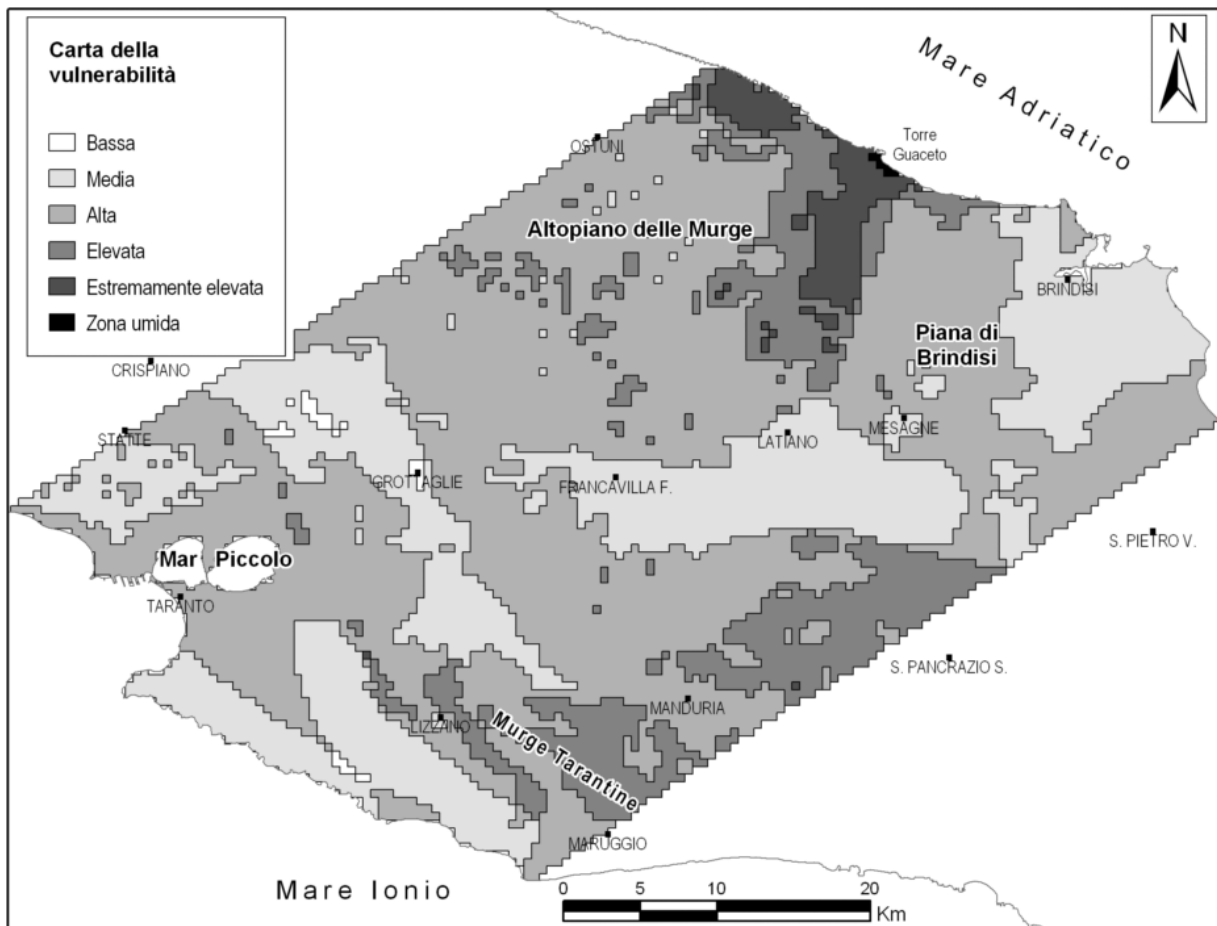 Carta della
vulnerabilità
Bassa
Media
Alta
Elevata
Estremamente elevata
Zona umida
N
Mare Adriatico
Torre
Guaceto
OSTUNI
Altopiano delle Murge
BRINDISI
Piana di
Brindisi
CRISPIANO
STATTE
MESAGNE
LATIANO
GROTTAGLIE
FRANCAVILLA F.
S. PIETRO V.
Mar Piccolo
TARANTO
S. PANCRAZIO S.
MANDURIA
LIZZANO
Murge Tarantine
MARUGGIO
Mare Ionio
0 5 10 20
Km